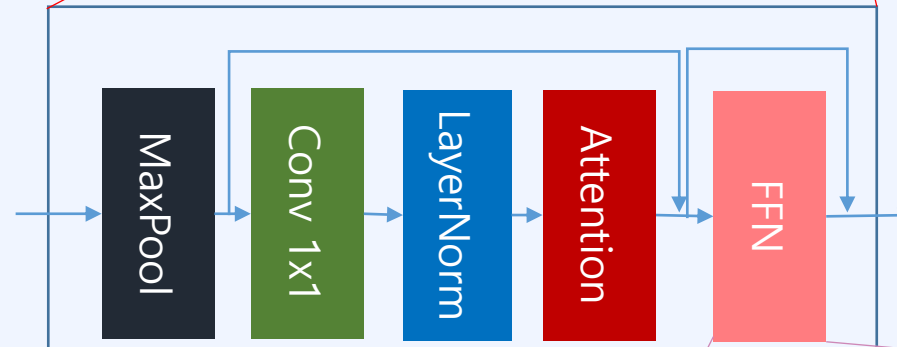 MaxPool
Conv 1x1
LayerNorm
Attention
FFN